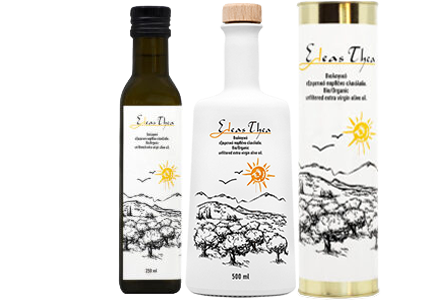 Eleas Thea
Βιολογικό
εξαιρετικό παρθένο ελαιόλαδο
Bio/Organic
unfiltered extra virgin olive oil.
250 ml
Eleas Thea
Βιολογικό
εξαιρετικό παρθένο ελαιόλαδο
Bio/Organic
unfiltered extra virgin olive oil.
500 ml
Eleas Thea
Βιολογικό
εξαιρετικό παρθένο ελαιόλαδο.
Bio/Organic
unfiltered extra virgin olive oil.